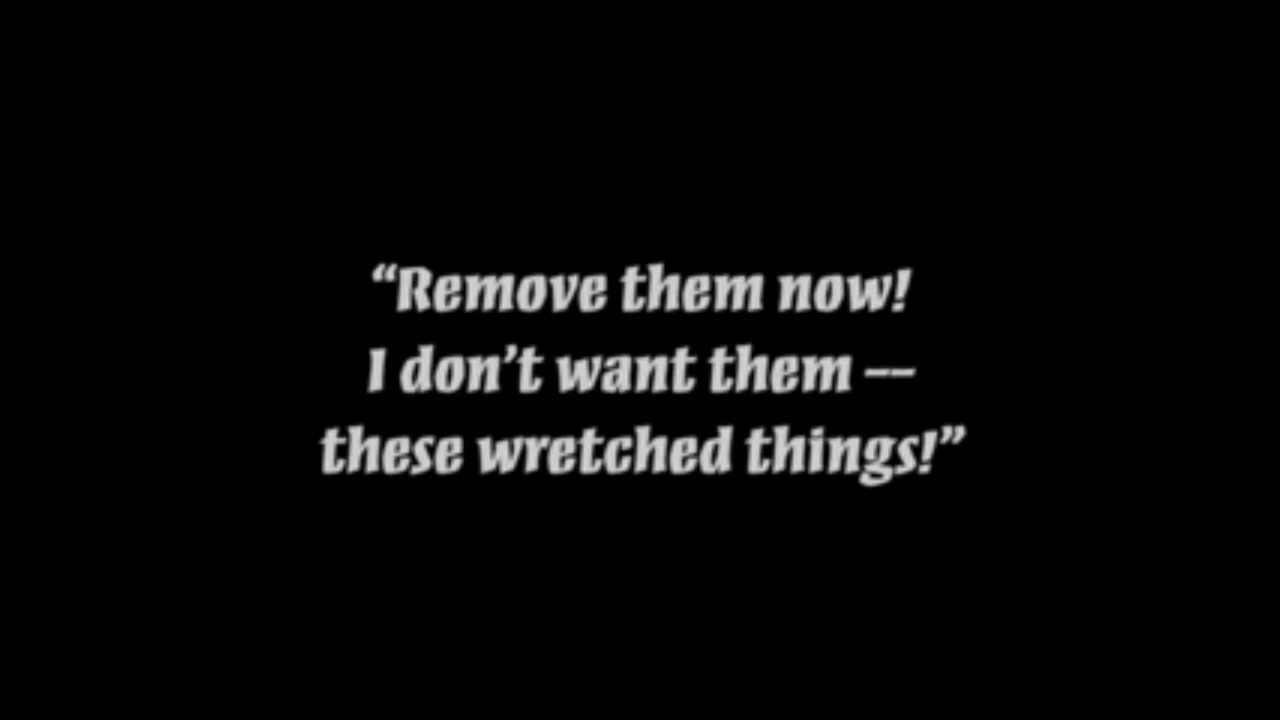 “Remove them now!
I don’t want them --
these wretched things!”